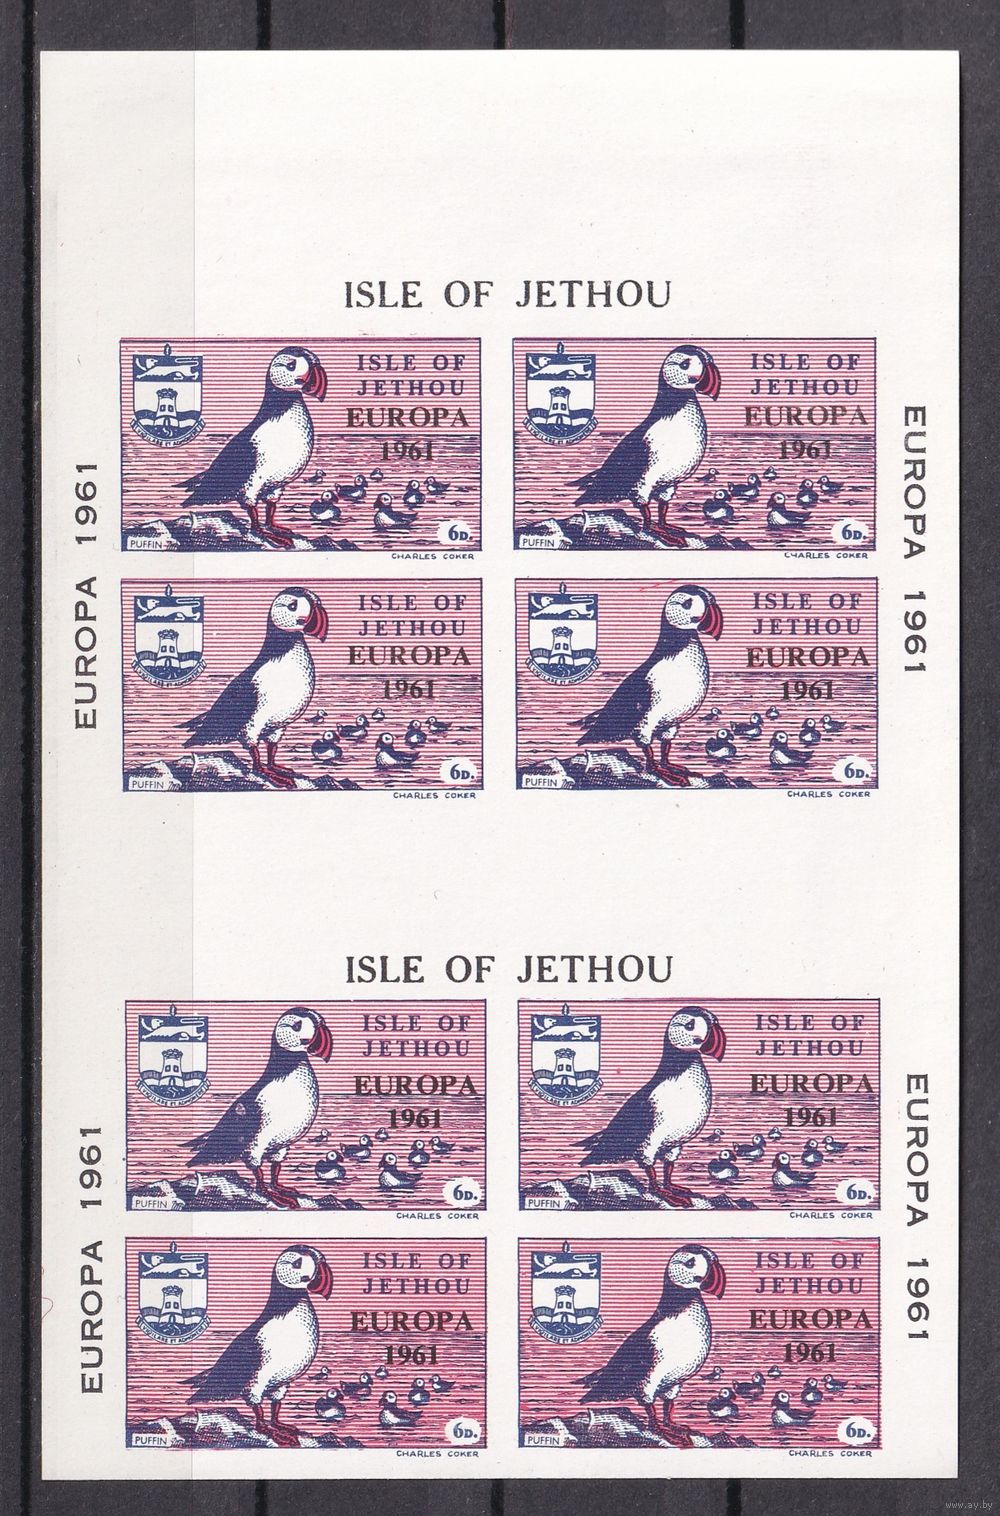 ISLE OF JETHOU
EUROPA 1961
EUROPA 1961
ISLE OF
JETHOU
EUROPA
1961
6D.
PUFFIN
CHARLES COKER
ISLE OF
JETHOU
EUROPA
1961
6D.
PUFFIN
CHARLES COKER
ISLE OF
JETHOU
EUROPA
1961
6D.
PUFFIN
CHARLES COKER
ISLE OF
JETHOU
EUROPA
1961
6D.
PUFFIN
CHARLES COKER
ISLE OF JETHOU
EUROPA 1961
EUROPA 1961
ISLE OF
JETHOU
EUROPA
1961
6D.
PUFFIN
CHARLES COKER
ISLE OF
JETHOU
EUROPA
1961
6D.
PUFFIN
CHARLES COKER
ISLE OF
JETHOU
EUROPA
1961
6D.
PUFFIN
CHARLES COKER
ISLE OF
JETHOU
EUROPA
1961
6D.
PUFFIN
CHARLES COKER
www.ay.by